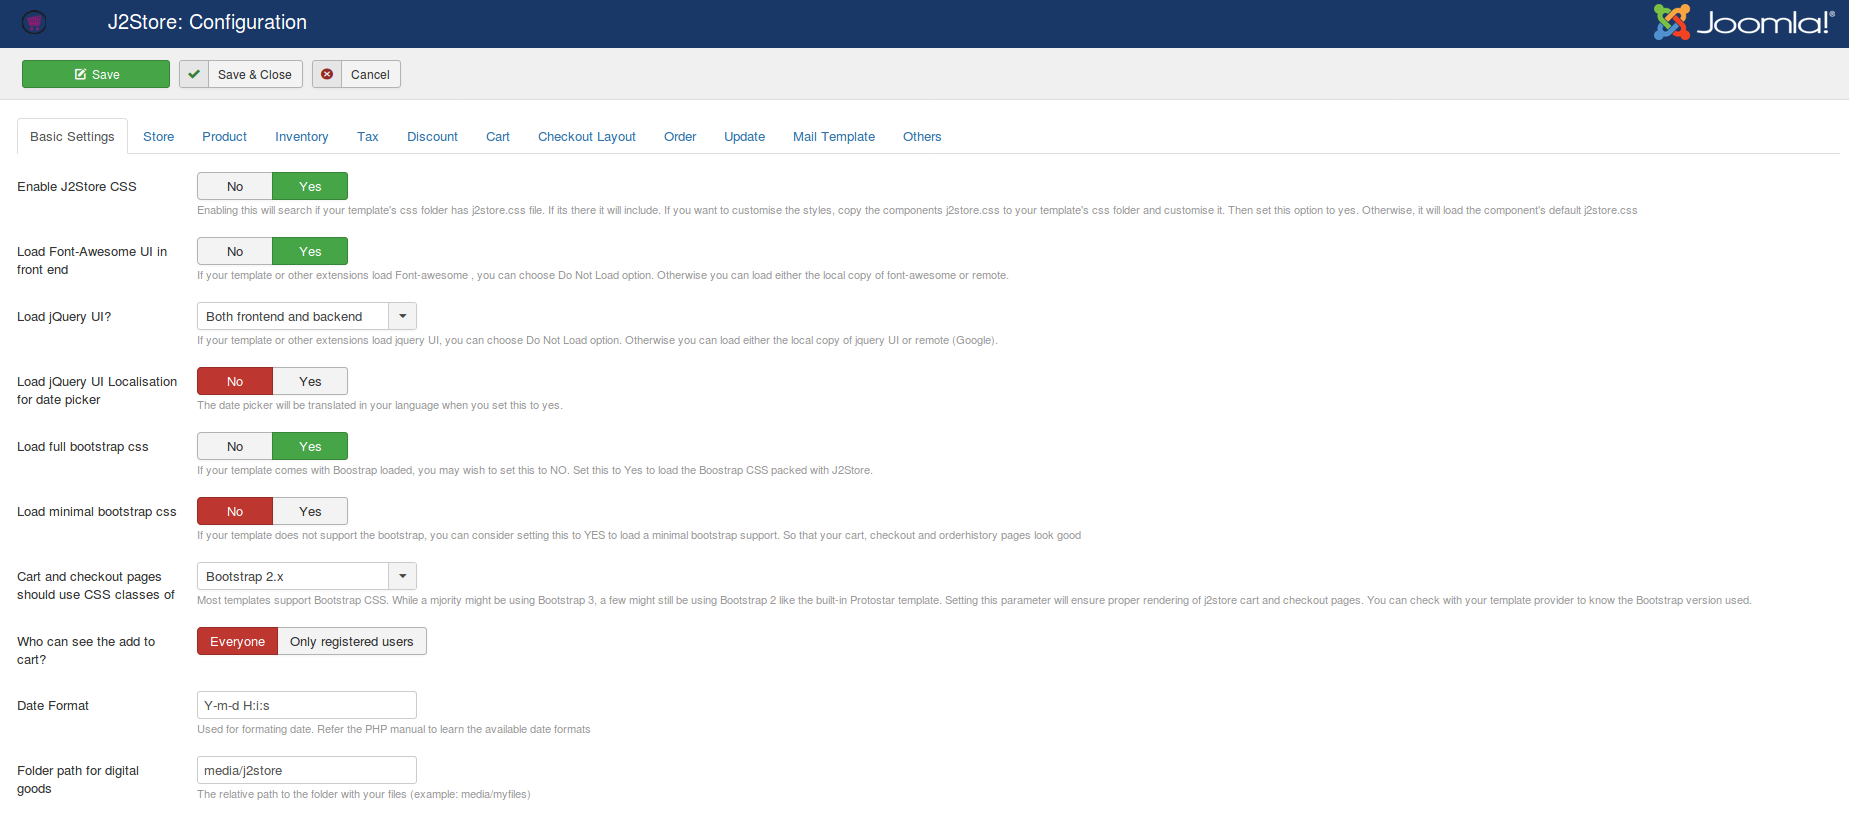 J2Store: Configuration
Joomla!®
Save
Save & Close
Cancel
Basic Settings
Store
Product
Inventory
Tax
Discount
Cart
Checkout Layout
Order
Update
Mail Template
Others
Enable J2Store CSS
No
Yes
Enabling this will search if your template's css folder has j2store.css file. If its there it will include. If you want to customise the styles, copy the components j2store.css to your template's css folder and customise it. Then set this option to yes. Otherwise, it will load the component's default j2store.css
Load Font-Awesome UI in
front end
No
Yes
If your template or other extensions load Font-awesome , you can choose Do Not Load option. Otherwise you can load either the local copy of font-awesome or remote.
Load jQuery UI?
Both frontend and backend
If your template or other extensions load jquery UI, you can choose Do Not Load option. Otherwise you can load either the local copy of jquery UI or remote (Google).
Load jQuery UI Localisation
for date picker
No
Yes
The date picker will be translated in your language when you set this to yes.
Load full bootstrap css
No
Yes
If your template comes with Boostrap loaded, you may wish to set this to NO. Set this to Yes to load the Boostrap CSS packed with J2Store.
Load minimal bootstrap css
No
Yes
If your template does not support the bootstrap, you can consider setting this to YES to load a minimal bootstrap support. So that your cart, checkout and orderhistory pages look good
Cart and checkout pages
should use CSS classes of
Bootstrap 2.x
Most templates support Bootstrap CSS. While a mjority might be using Bootstrap 3, a few might still be using Bootstrap 2 like the built-in Protostar template. Setting this parameter will ensure proper rendering of j2store cart and checkout pages. You can check with your template provider to know the Bootstrap version used.
Who can see the add to
cart?
Everyone
Only registered users
Date Format
Y-m-d H:i:s
Used for formating date. Refer the PHP manual to learn the available date formats
Folder path for digital
goods
media/j2store
The relative path to the folder with your files (example: media/myfiles)